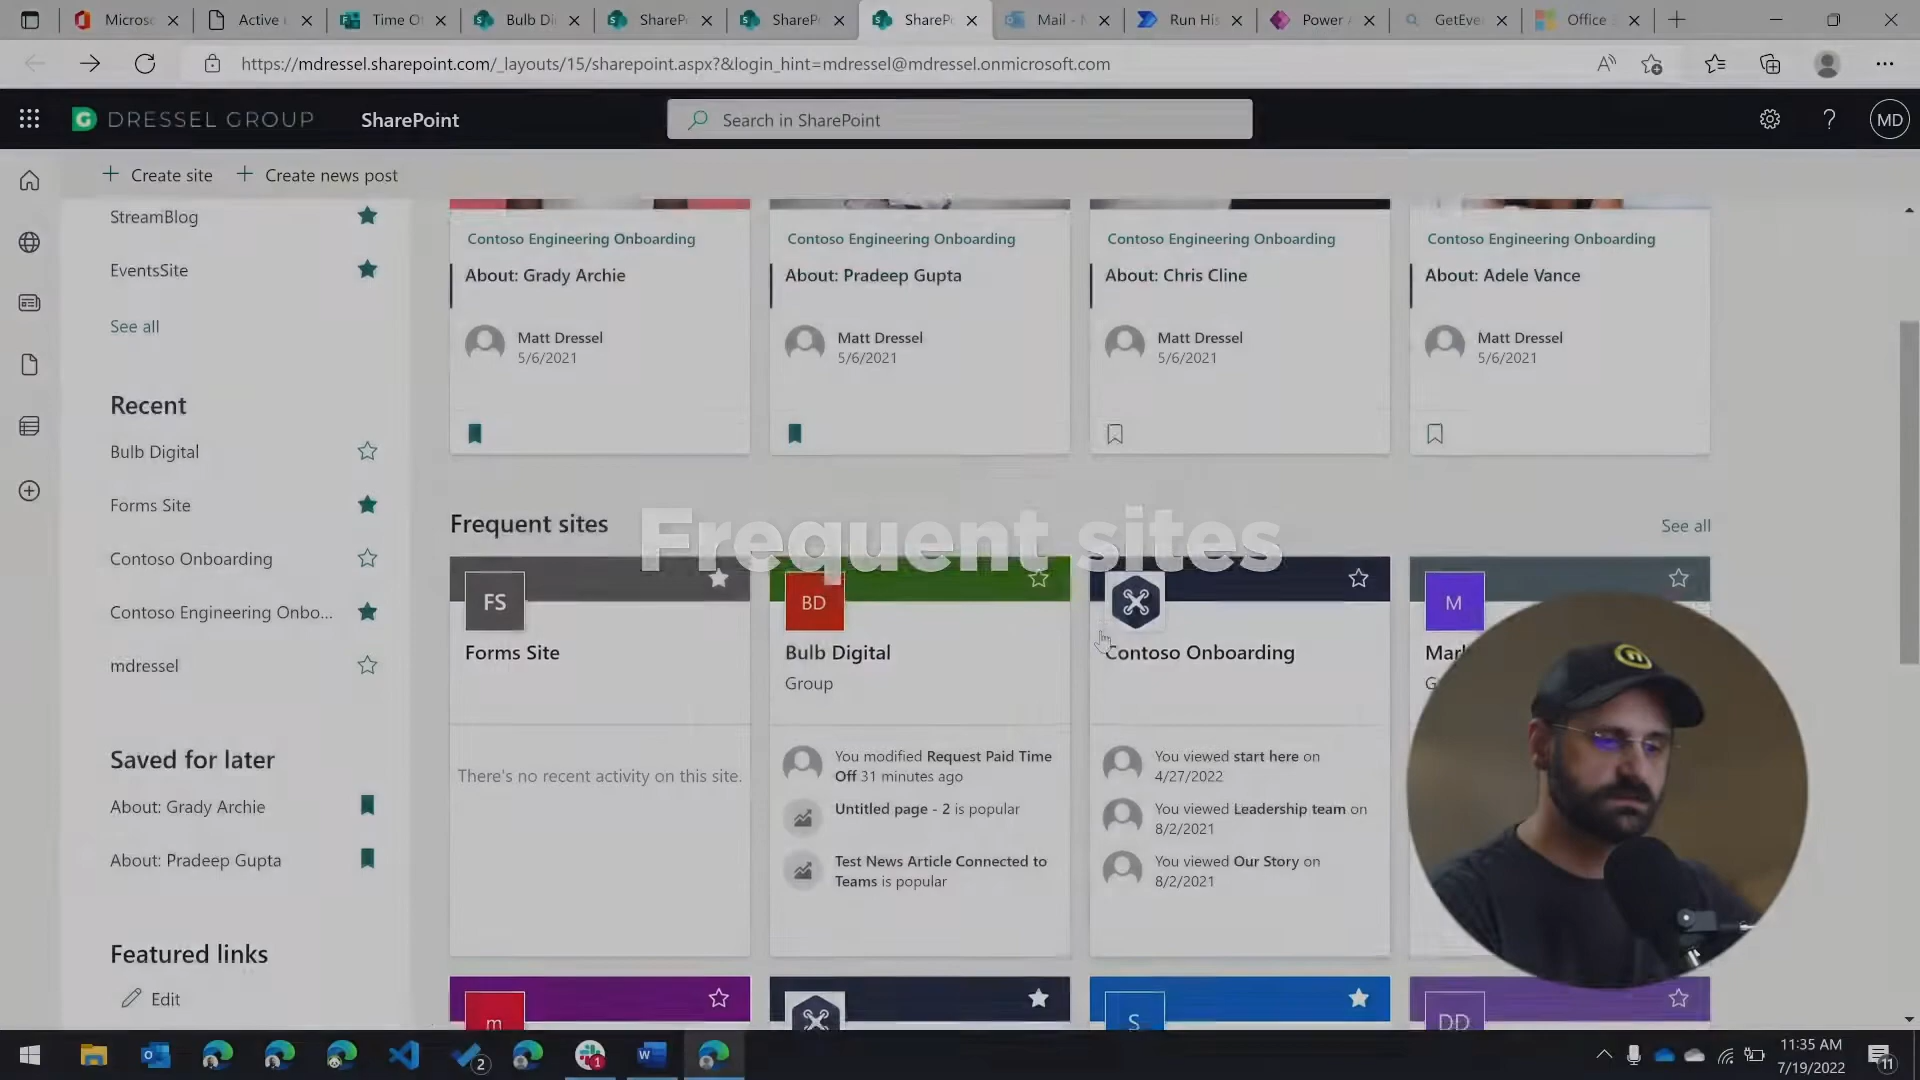 Microso
Active
Time O
Bulb Di
ShareP
ShareP
ShareP
Mail -
Run His
Power
GetEve
Office
https://mdressel.sharepoint.com/_layouts/15/sharepoint.aspx?&login_hint=mdressel@mdressel.onmicrosoft.com
DRESSEL GROUP
SharePoint
Search in SharePoint
?
MD
+ Create site
+ Create news post
StreamBlog
EventsSite
See all
Recent
Bulb Digital
Forms Site
Contoso Onboarding
Contoso Engineering Onbo...
mdressel
Saved for later
About: Grady Archie
About: Pradeep Gupta
Featured links
Edit
Contoso Engineering Onboarding
About: Grady Archie
Matt Dressel
5/6/2021
Contoso Engineering Onboarding
About: Pradeep Gupta
Matt Dressel
5/6/2021
Contoso Engineering Onboarding
About: Chris Cline
Matt Dressel
5/6/2021
Contoso Engineering Onboarding
About: Adele Vance
Matt Dressel
5/6/2021
Frequent sites
See all
Frequent sites
FS
Forms Site
There's no recent activity on this site.
BD
Bulb Digital
Group
You modified Request Paid Time
Off 31 minutes ago
Untitled page - 2 is popular
Test News Article Connected to
Teams is popular
Contoso Onboarding
You viewed start here on
4/27/2022
You viewed Leadership team on
8/2/2021
You viewed Our Story on
8/2/2021
M
Mar
G
m
S
DD
2
1
11:35 AM
7/19/2022
11